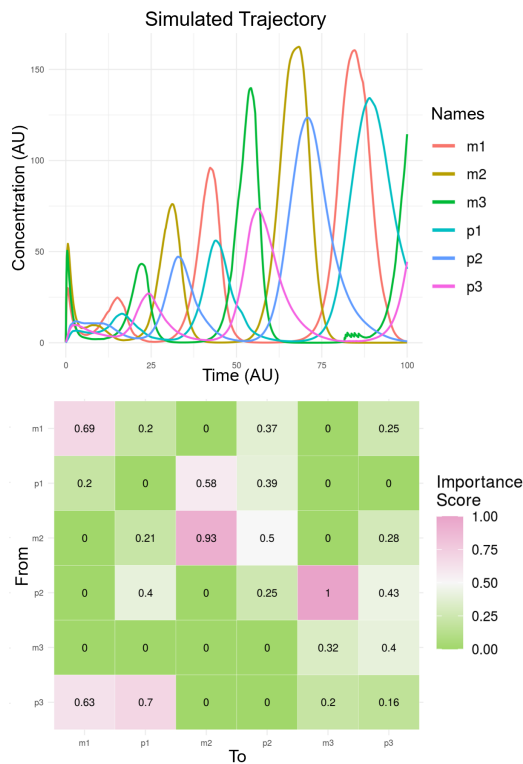 Simulated Trajectory
Concentration (AU)
150
100
50
0
0 25 50 75 100
Time (AU)
Names
m1
m2
m3
p1
p2
p3
From
m1 0.69 0.2 0 0.37 0 0.25
p1 0.2 0 0.58 0.39 0 0
m2 0 0.21 0.93 0.5 0 0.28
p2 0 0.4 0 0.25 1 0.43
m3 0 0 0 0 0.32 0.4
p3 0.63 0.7 0 0 0.2 0.16
m1 p1 m2 p2 m3 p3
To
Importance
Score
1.00
0.75
0.50
0.25
0.00